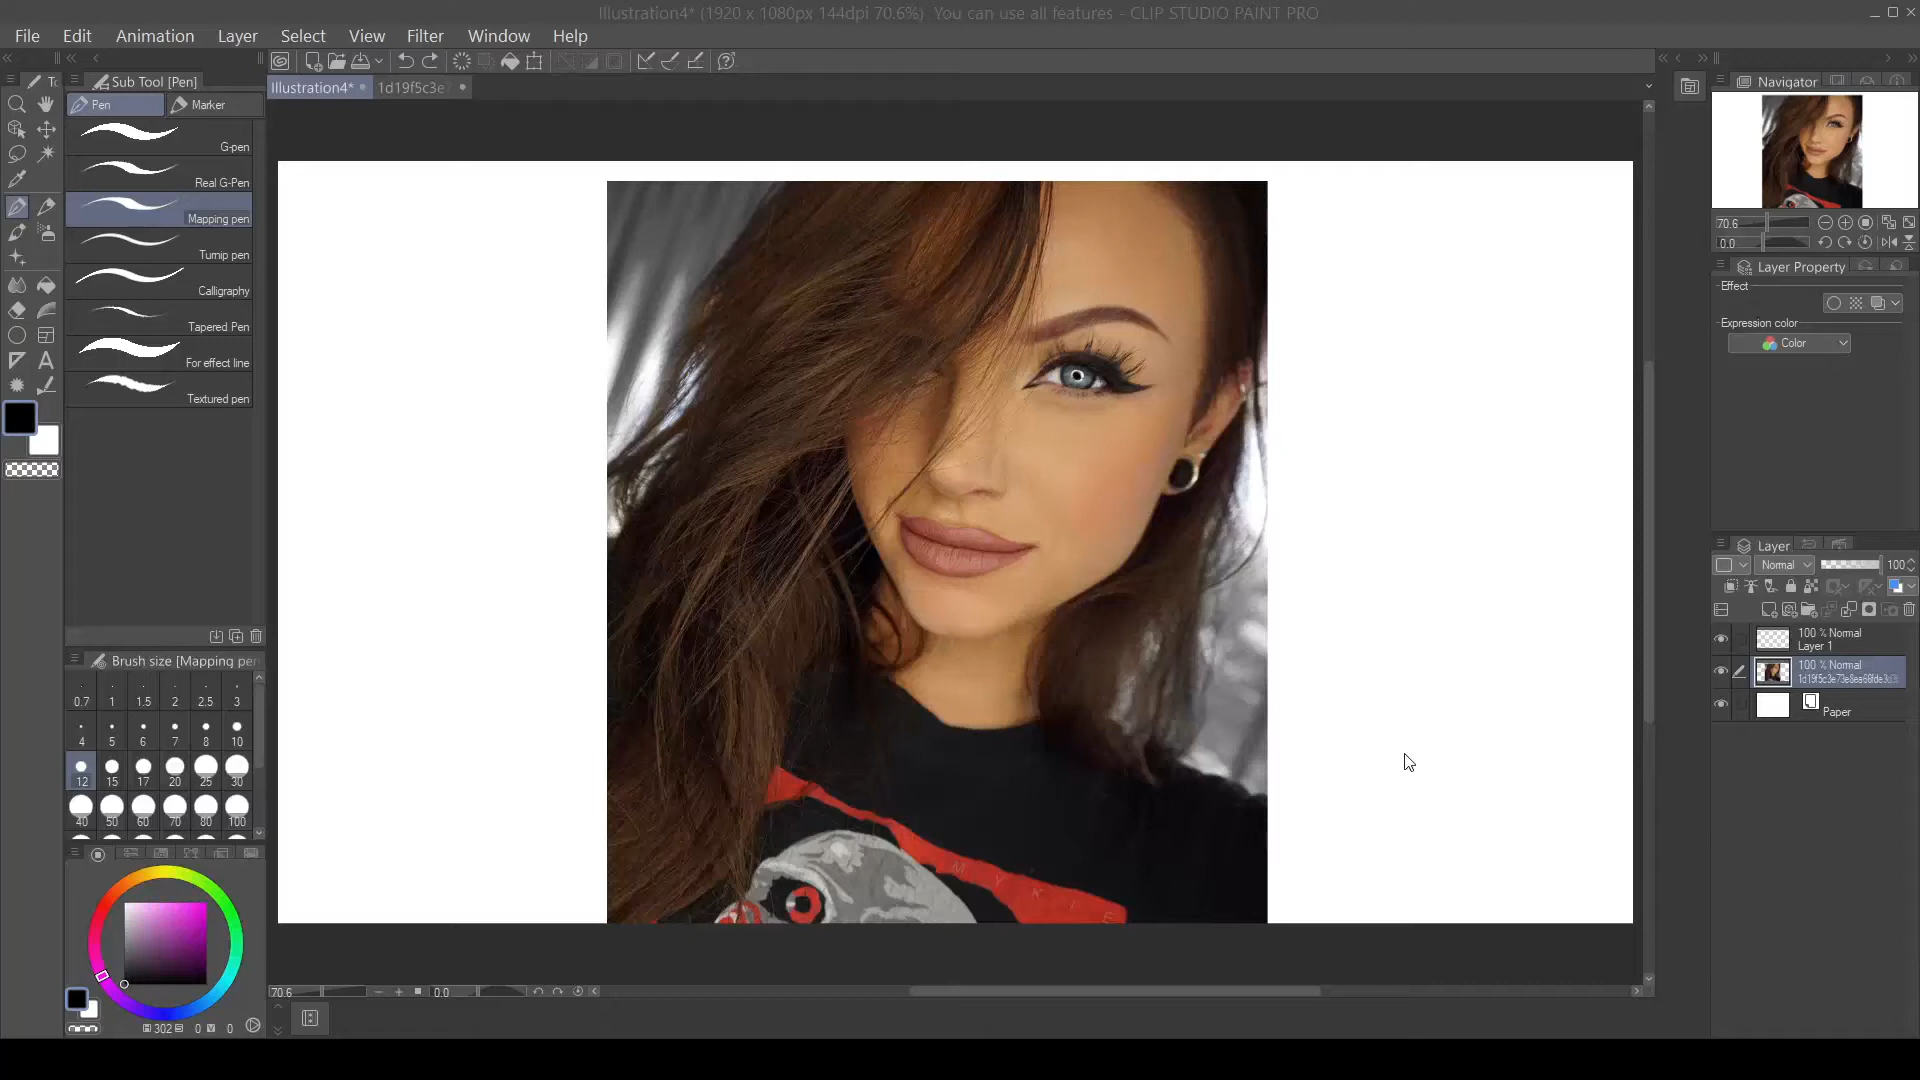 Illustration4* (1920 x 1080px 144dpi 70.6%) You can use all features - CLIP STUDIO PAINT PRO
File Edit Animation Layer Select View Filter Window Help
Sub Tool [Pen]
Pen Marker
Illustration4* 1d19f5c3e
G-pen
Real G-Pen
Mapping pen
Turnip pen
Calligraphy
Tapered Pen
For effect line
Textured pen
Brush size [Mapping pen
0.7 1 1.5 2 2.5 3
4 5 6 7 8 10
12 15 17 20 25 30
40 50 60 70 80 100
H 302 S 0 V 0
70.6 0.0
MYKIE
Navigator
70.6
0.0
Layer Property
Effect
Expression color
Color
Layer
Normal 100
100 % Normal
Layer 1
100 % Normal
Paper